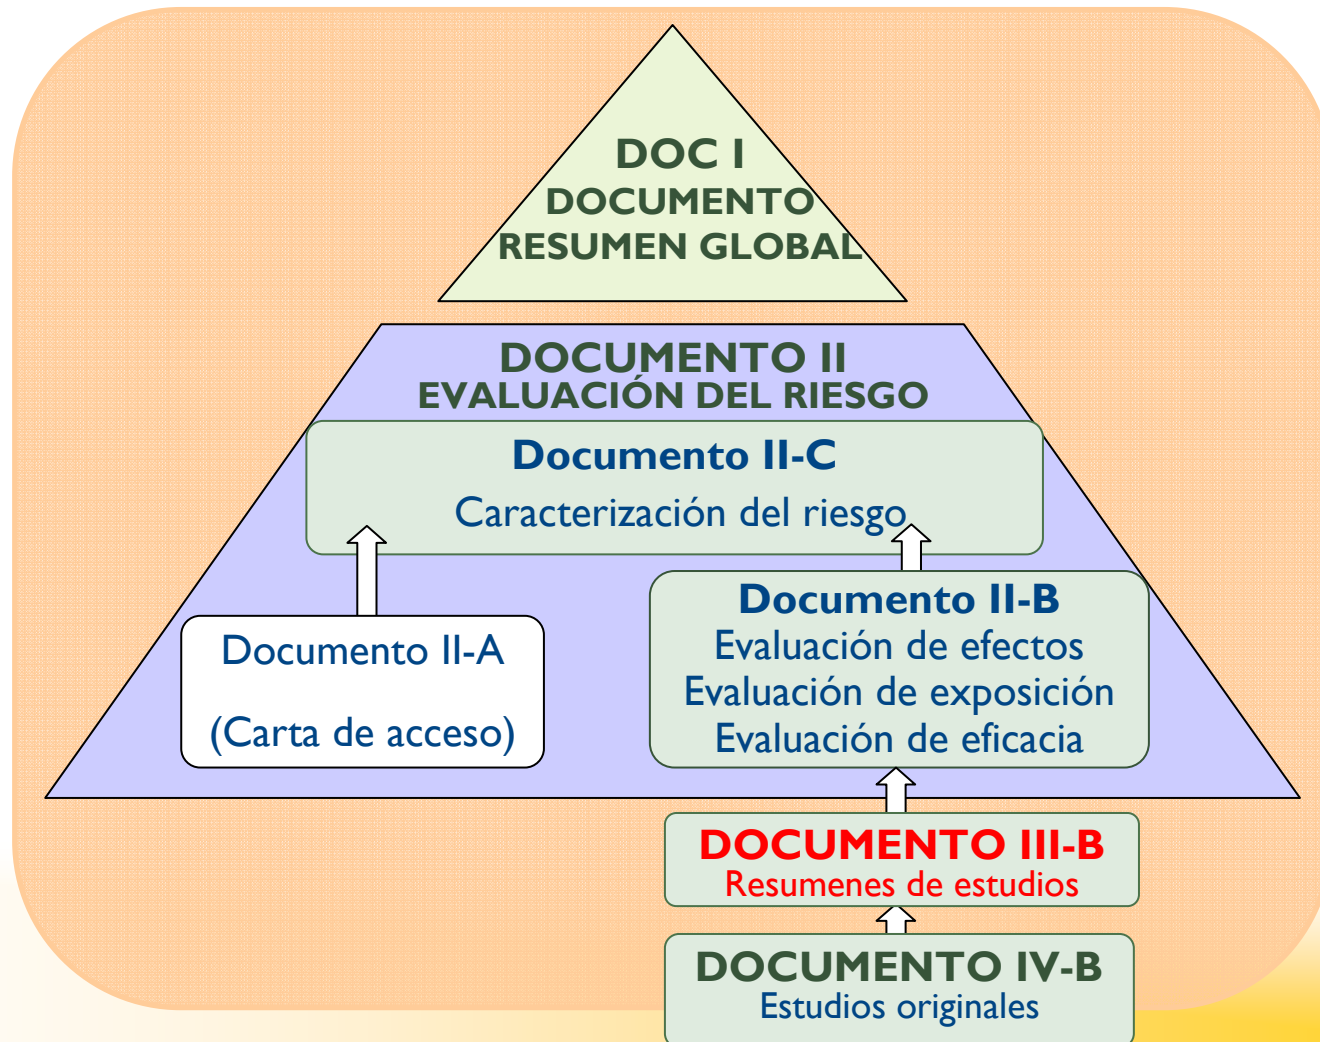 DOC I
DOCUMENTO
RESUMEN GLOBAL
DOCUMENTO II
EVALUACIÓN DEL RIESGO
Documento II-C
Caracterización del riesgo
Documento II-A
(Carta de acceso)
Documento II-B
Evaluación de efectos
Evaluación de exposición
Evaluación de eficacia
DOCUMENTO III-B
Resumenes de estudios
DOCUMENTO IV-B
Estudios originales